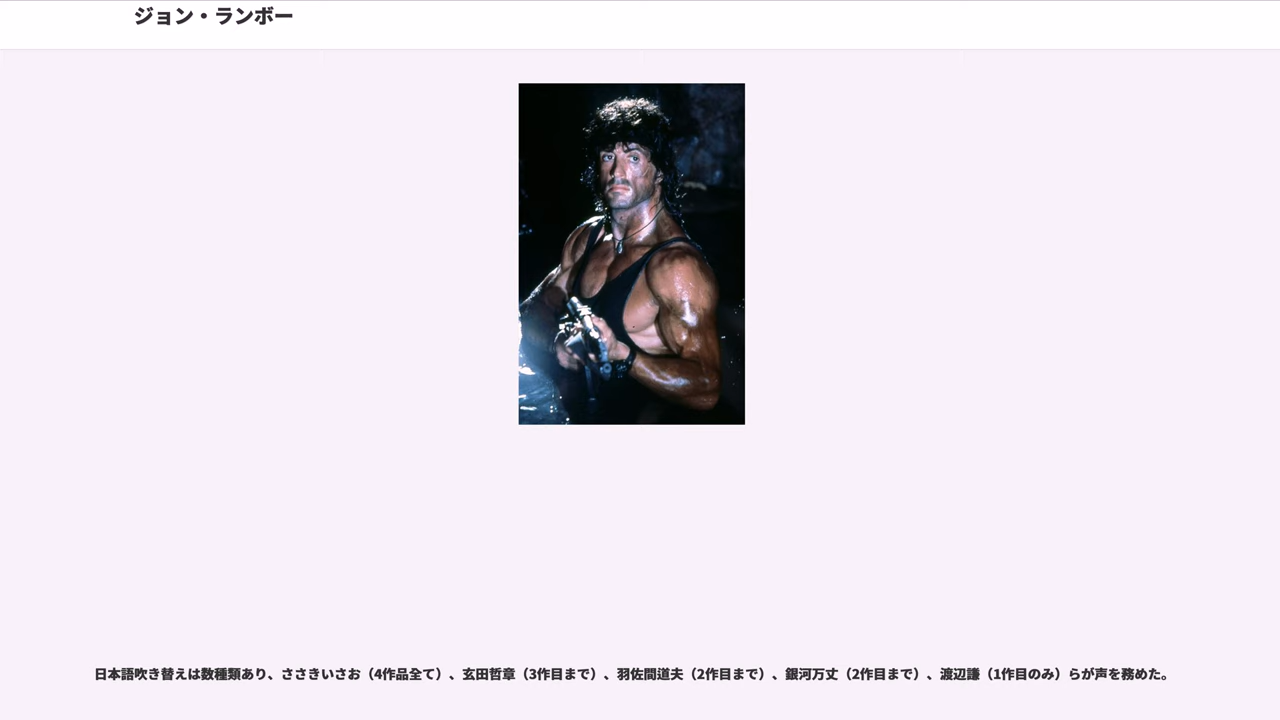 ジョン・ランボー
日本語吹き替えは数種類あり、ささきいさお（4作品全て）、玄田哲章（3作目まで）、羽佐間道夫（2作目まで）、銀河万丈（2作目まで）、渡辺謙（1作目のみ）らが声を務めた。